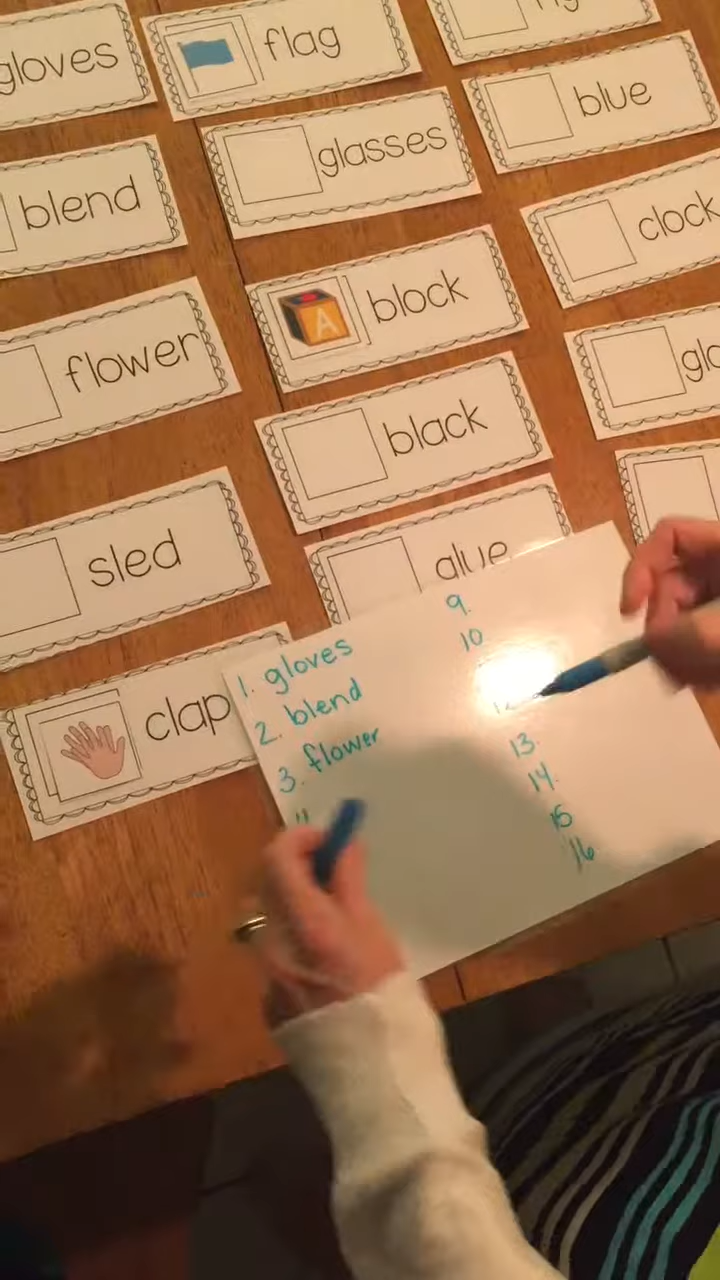 gloves
flag
blend
glasses
blue
flower
block
A
clock
black
sled
clap
1. gloves
2. blend
3. flower
9.
10
13.
14.
15
16